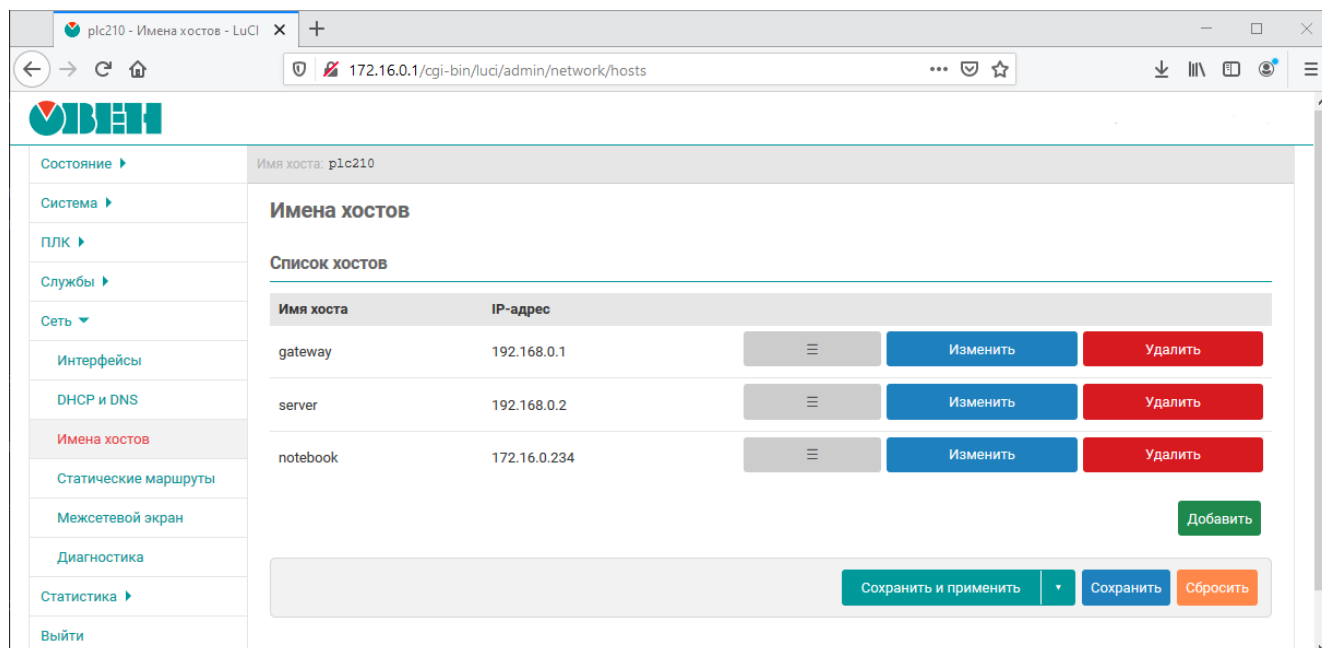 plc210 - Имена хостов - LuCI
172.16.0.1/cgi-bin/luci/admin/network/hosts
ОВЕН
Состояние
Имя хоста: plc210
Система
Имена хостов
ПЛК
Список хостов
Службы
Имя хоста IP-адрес
Сеть
gateway 192.168.0.1 Изменить Удалить
Интерфейсы
DHCP и DNS
server 192.168.0.2 Изменить Удалить
Имена хостов
notebook 172.16.0.234 Изменить Удалить
Статические маршруты
Межсетевой экран
Добавить
Диагностика
Сохранить и применить Сохранить Сбросить
Статистика
Выйти